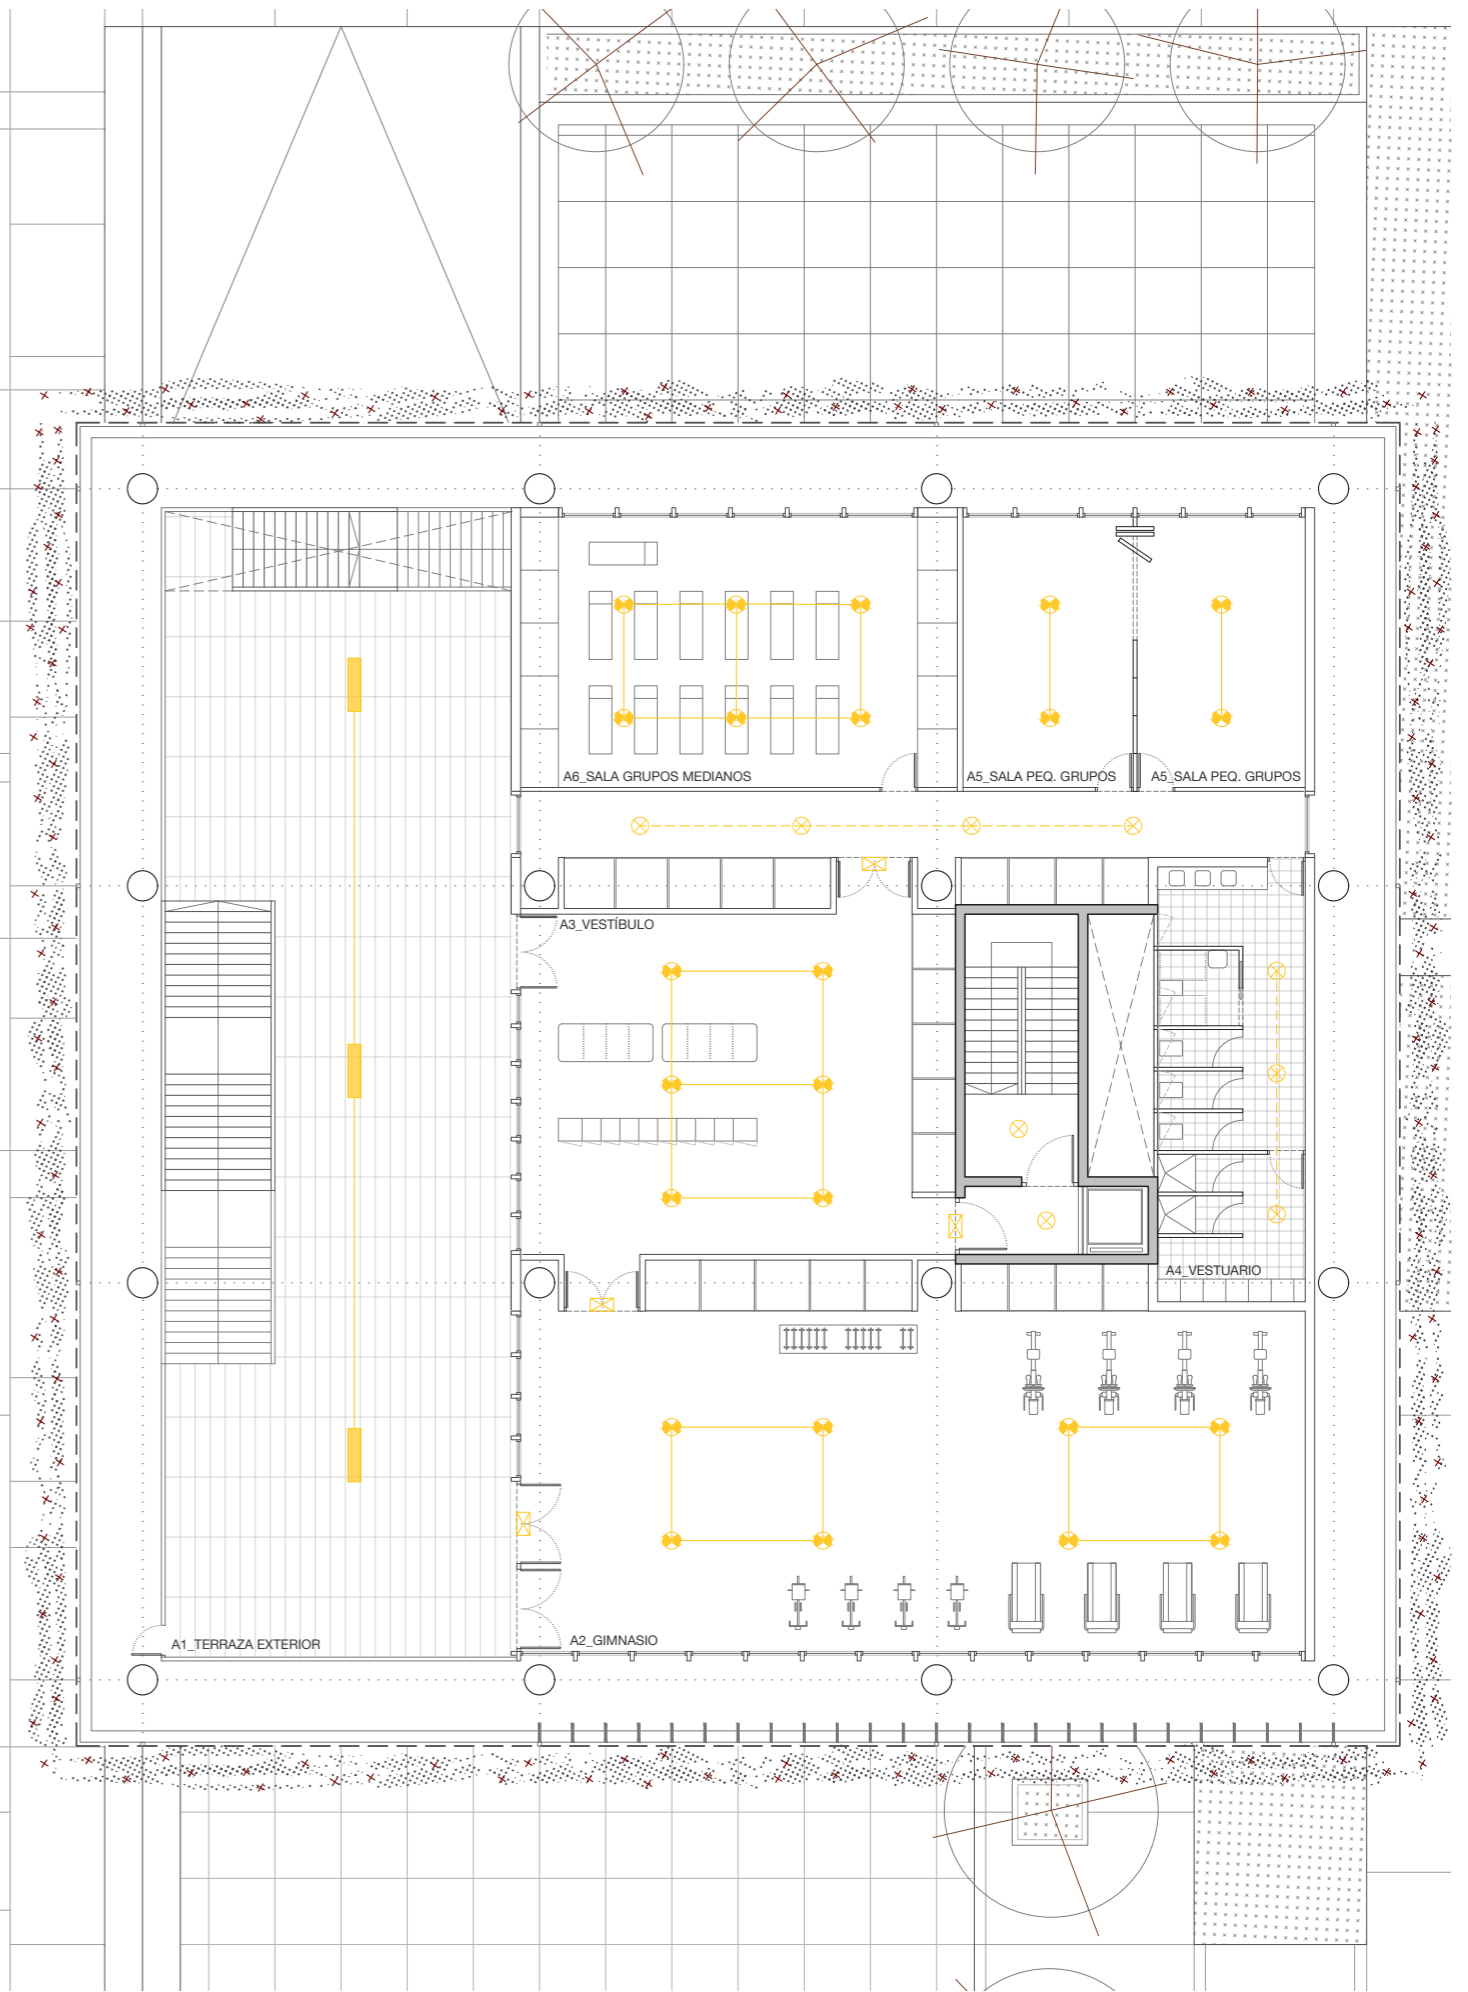 A6_SALA GRUPOS MEDIANOS
A5_SALA PEQ. GRUPOS
A5_SALA PEQ. GRUPOS
A3_VESTÍBULO
A4_VESTUARIO
A1_TERRAZA EXTERIOR
A2_GIMNASIO